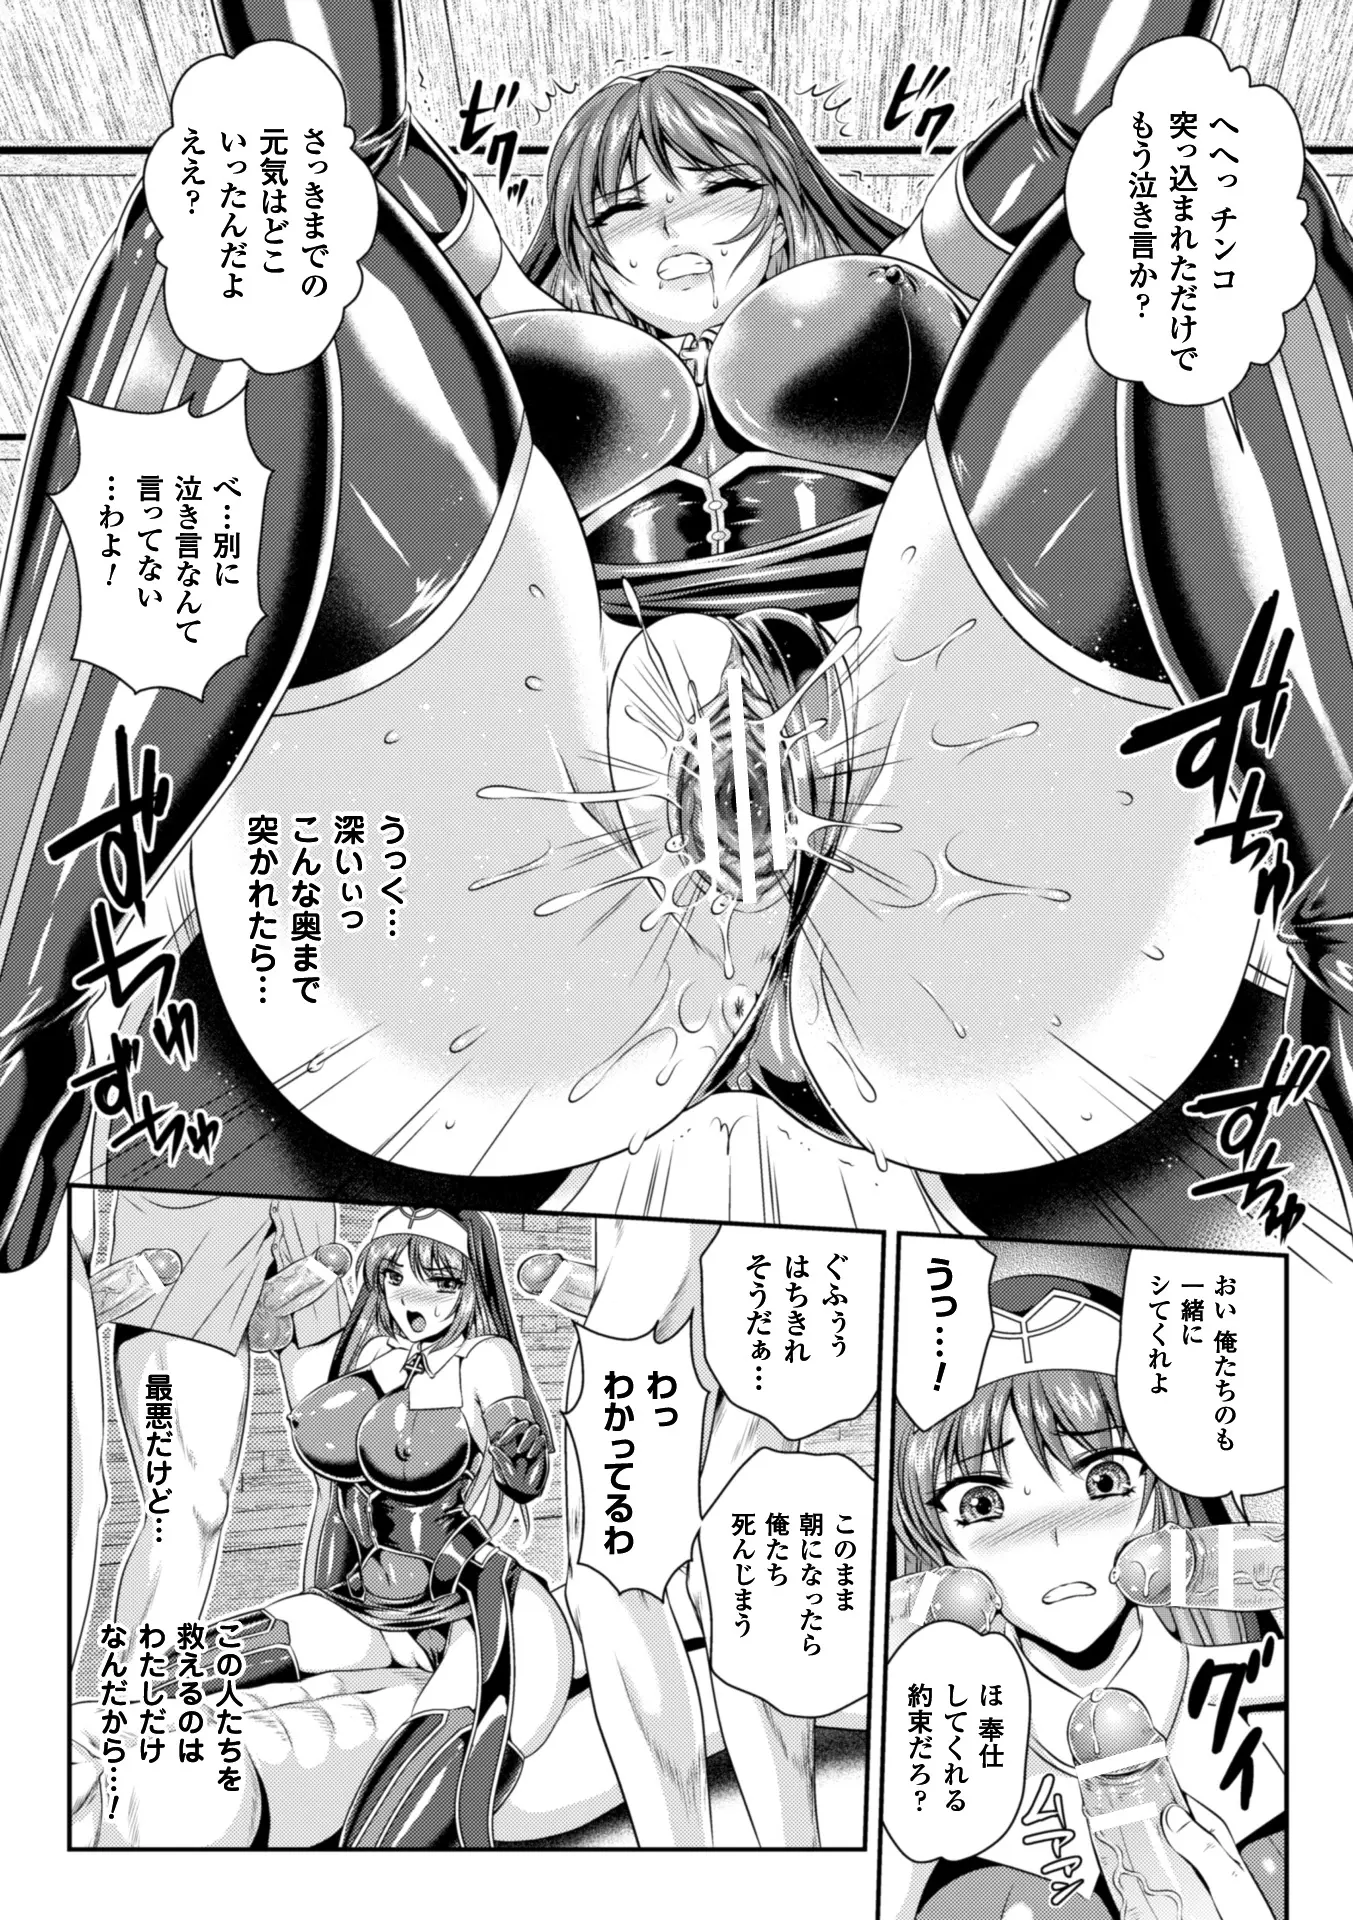 へへっ チンコ
突っ込まれただけで
もう泣き言か？
ビク
ビクッ
さっきまでの
元気はどこ
いったんだよ
ええ？
べ…別に
泣き言なんて
言ってない
…わよ！
うっく…
深いぃっ
こんな奥まで
突かれたら…
ずちゅ
ずちゅ
ずちゅ
ずちゅ
おい 俺たちのも
一緒に
シてくれよ
うっ…！
グイ
ムアァン
ほ 奉仕
してくれる
約束だろ？
ぐふぅぅ
はちきれ
そうだぁ…
このまま
朝になったら
俺たち
死んじまう
わっ
わかってるわ
最悪だけど…
この人たちを
救えるのは
わたしだけ
なんだから…！